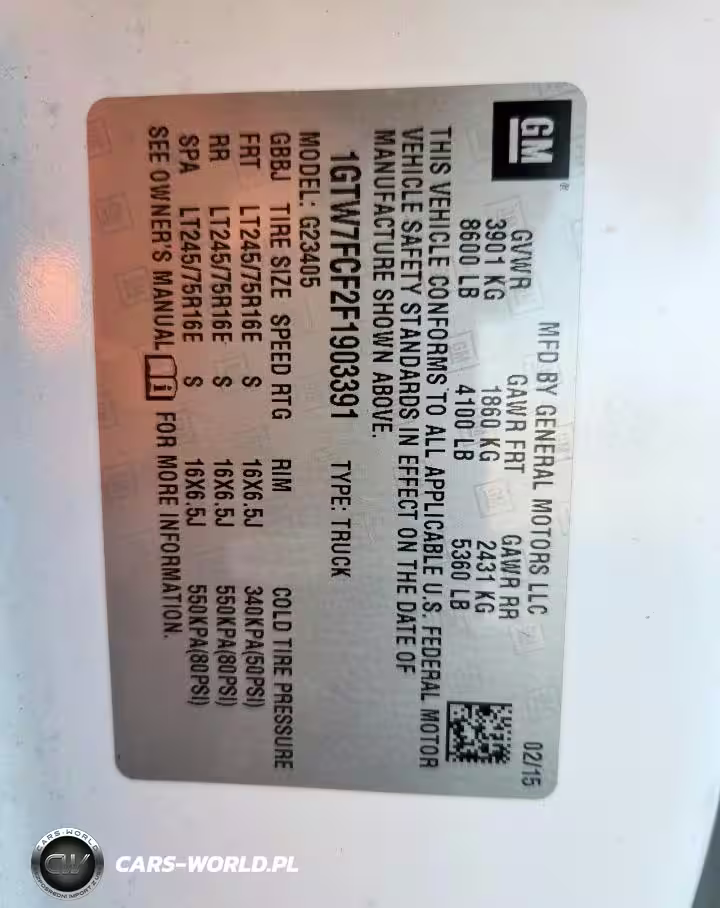 GM
®
MFD BY GENERAL MOTORS LLC 02/15
GVWR GAWR FRT GAWR RR
3901 KG 1860 KG 2431 KG
8600 LB 4100 LB 5360 LB
THIS VEHICLE CONFORMS TO ALL APPLICABLE U.S. FEDERAL MOTOR
VEHICLE SAFETY STANDARDS IN EFFECT ON THE DATE OF
MANUFACTURE SHOWN ABOVE.
1GTW7FCF2F1903391 TYPE: TRUCK
MODEL: G23405
GBBJ TIRE SIZE SPEED RTG RIM COLD TIRE PRESSURE
FRT LT245/75R16E S 16X6.5J 340KPA(50PSI)
RR LT245/75R16E S 16X6.5J 550KPA(80PSI)
SPA LT245/75R16E S 16X6.5J 550KPA(80PSI)
SEE OWNER'S MANUAL i FOR MORE INFORMATION.
CARS-WORLD
CW
CARS-WORLD.PL